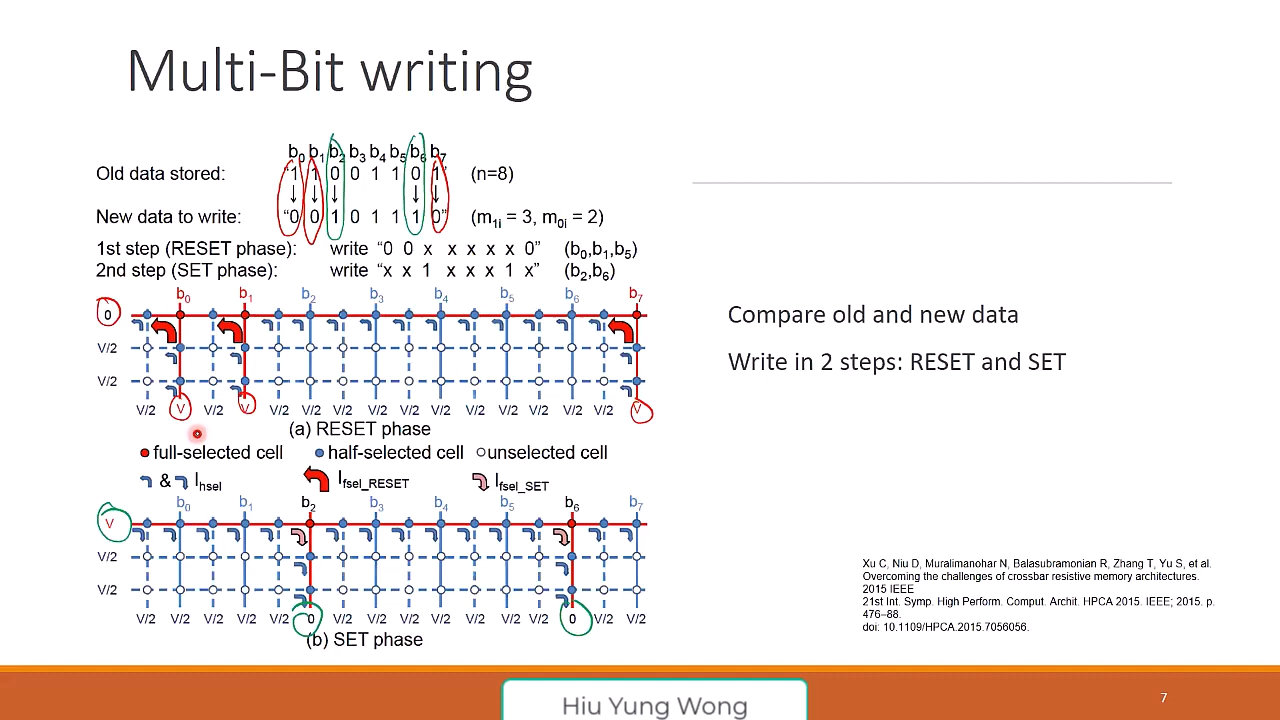 Multi-Bit writing
b0 b1 b2 b3 b4 b5 b6 b7
Old data stored: "1 1 0 0 1 1 0 1" (n=8)
↓ ↓ ↓ ↓ ↓
New data to write: "0 0 1 0 1 1 1 0" (m1i = 3, m0i = 2)
1st step (RESET phase): write "0 0 x x x x x 0" (b0,b1,b5)
2nd step (SET phase): write "x x 1 x x x 1 x" (b2,b6)
b0 b1 b2 b3 b4 b5 b6 b7
0
V/2
V/2
V/2 V V/2 V V/2 V/2 V/2 V/2 V/2 V/2 V/2 V/2 V/2 V/2 V/2 V
(a) RESET phase
full-selected cell half-selected cell unselected cell
& Ihsel Ifsel_RESET Ifsel_SET
b0 b1 b2 b3 b4 b5 b6 b7
V
V/2
V/2
V/2 V/2 V/2 V/2 V/2 0 V/2 V/2 V/2 V/2 V/2 V/2 V/2 0 V/2 V/2
(b) SET phase
Compare old and new data
Write in 2 steps: RESET and SET
Xu C, Niu D, Muralimanohar N, Balasubramonian R, Zhang T, Yu S, et al.
Overcoming the challenges of crossbar resistive memory architectures.
2015 IEEE
21st Int. Symp. High Perform. Comput. Archit. HPCA 2015. IEEE; 2015. p.
476–88.
doi: 10.1109/HPCA.2015.7056056.
Hiu Yung Wong
7